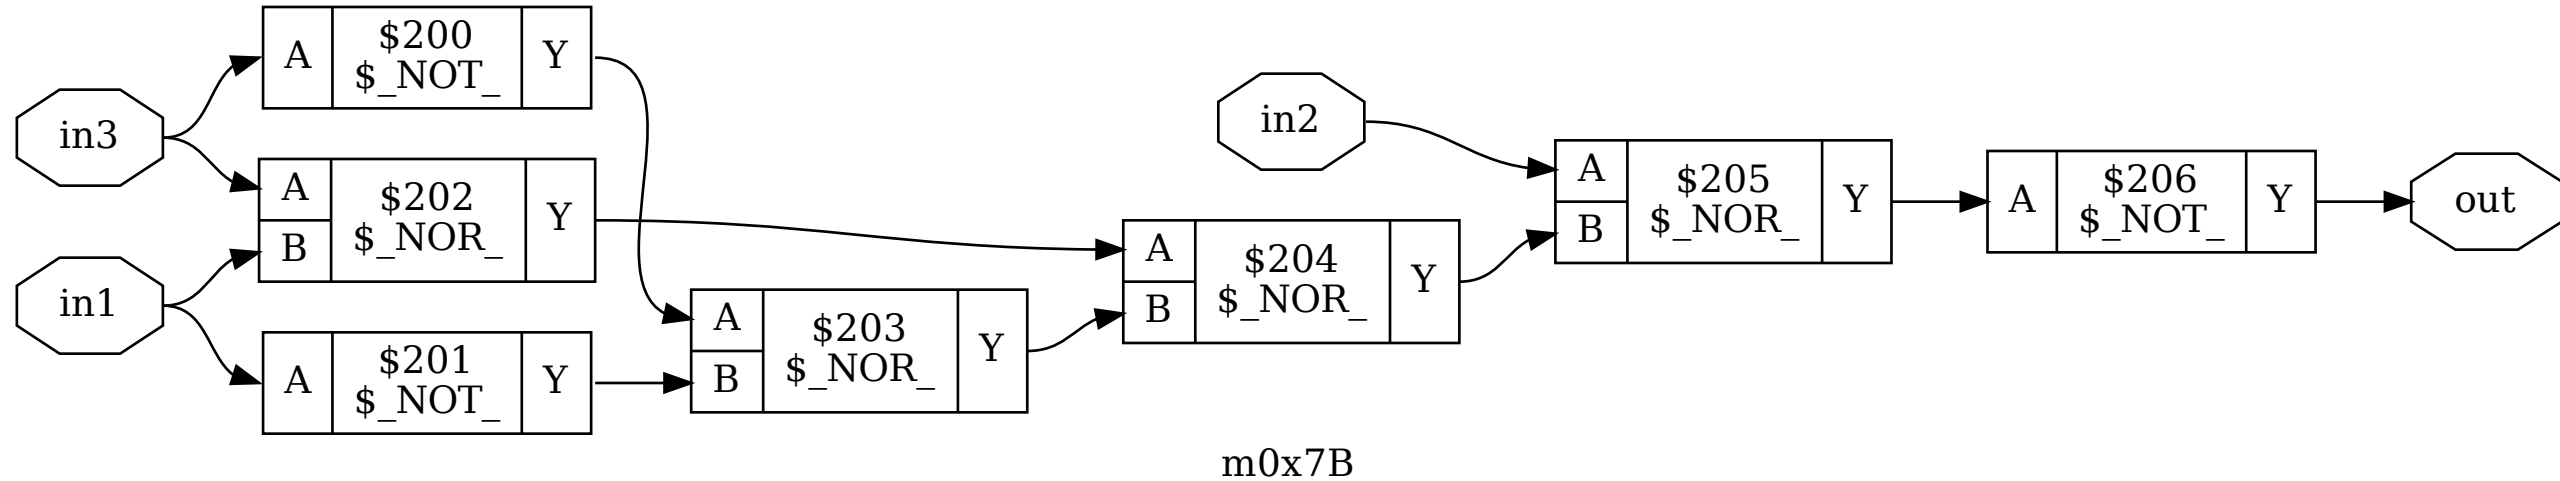 in3
in1
A
$200
$_NOT_
Y
A
B
$202
$_NOR_
Y
A
$201
$_NOT_
Y
A
B
$203
$_NOR_
Y
A
B
$204
$_NOR_
Y
in2
A
B
$205
$_NOR_
Y
A
$206
$_NOT_
Y
out
m0x7B